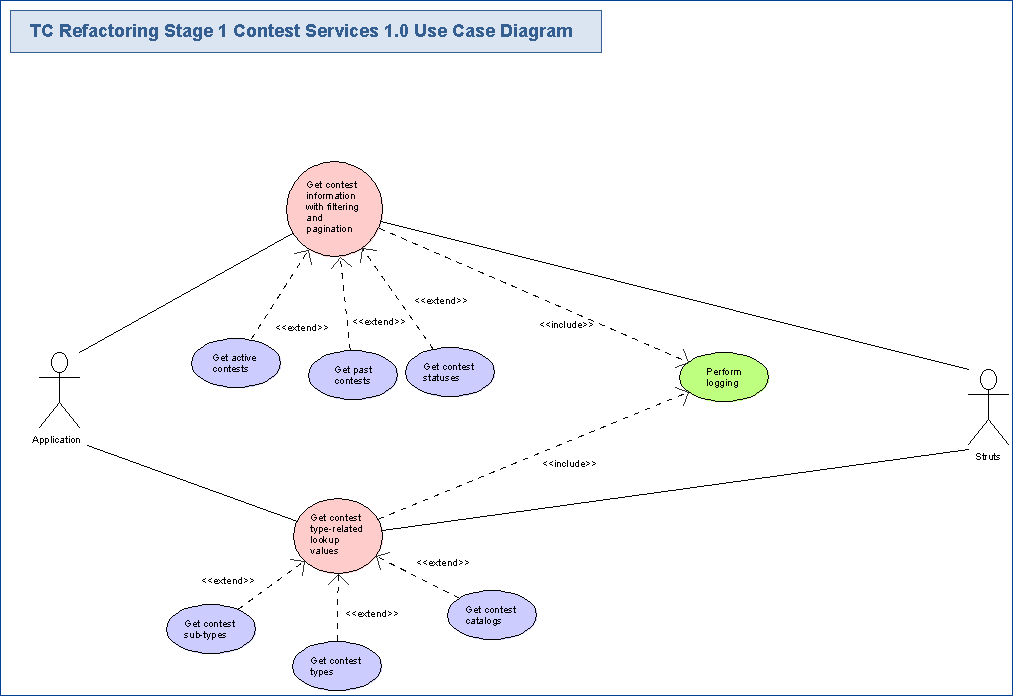 TC Refactoring Stage 1 Contest Services 1.0 Use Case Diagram
Get contest
information
with filtering
and
pagination
<<extend>>
<<extend>>
<<extend>>
<<include>>
Get active
contests
Get past
contests
Get contest
statuses
Perform
logging
Application
Struts
<<include>>
Get contest
type-related
lookup
values
<<extend>>
<<extend>>
<<extend>>
Get contest
sub-types
Get contest
types
Get contest
catalogs